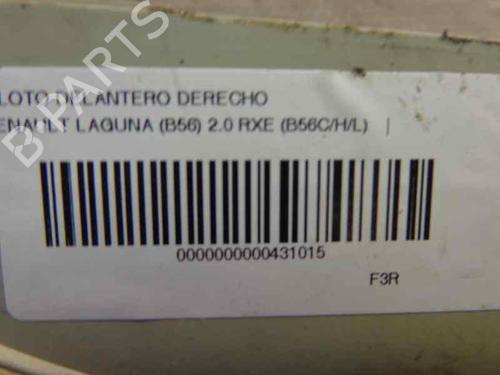 B PARTS
LOTO DELANTERO DERECHO
ENAULT LAGUNA (B56) 2.0 RXE (B56C/H/L) |
0000000000431015
F3R